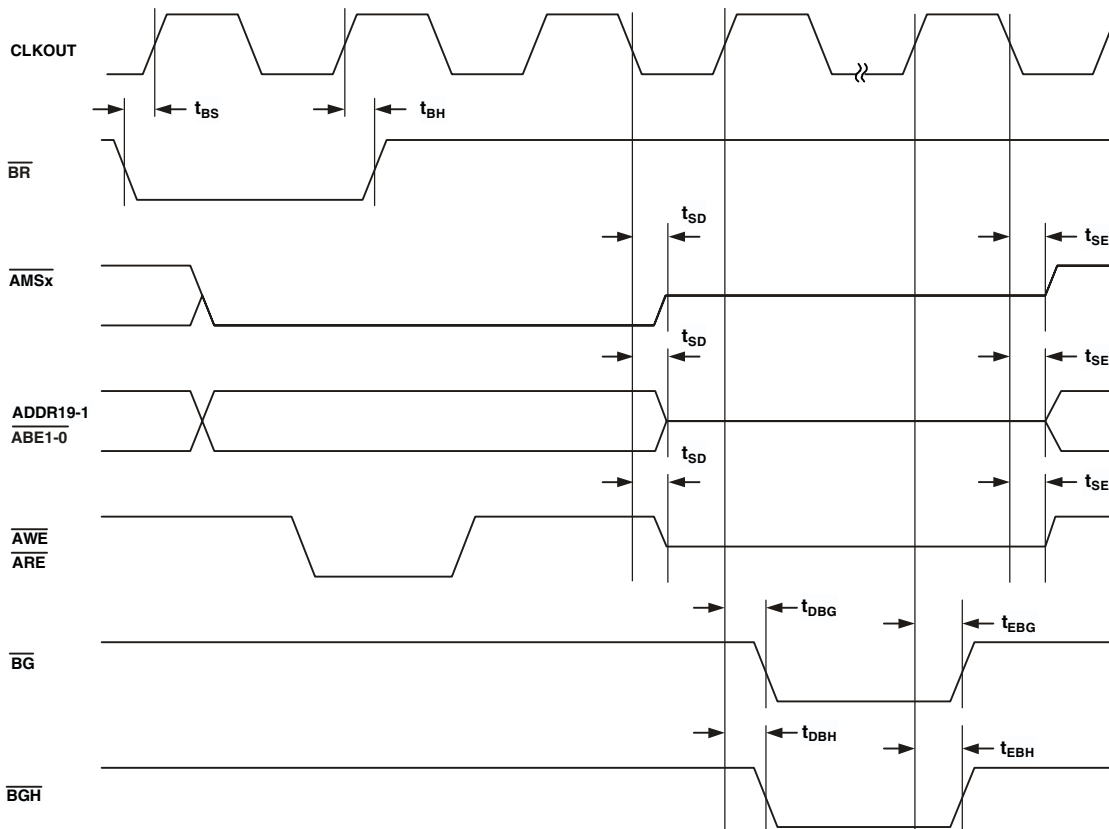 CLKOUT
tBS
tBH
BR
tSD
tSE
AMSx
tSD
tSE
ADDR19-1
ABE1-0
tSD
tSE
AWE
ARE
tDBG
tEBG
BG
tDBH
tEBH
BGH